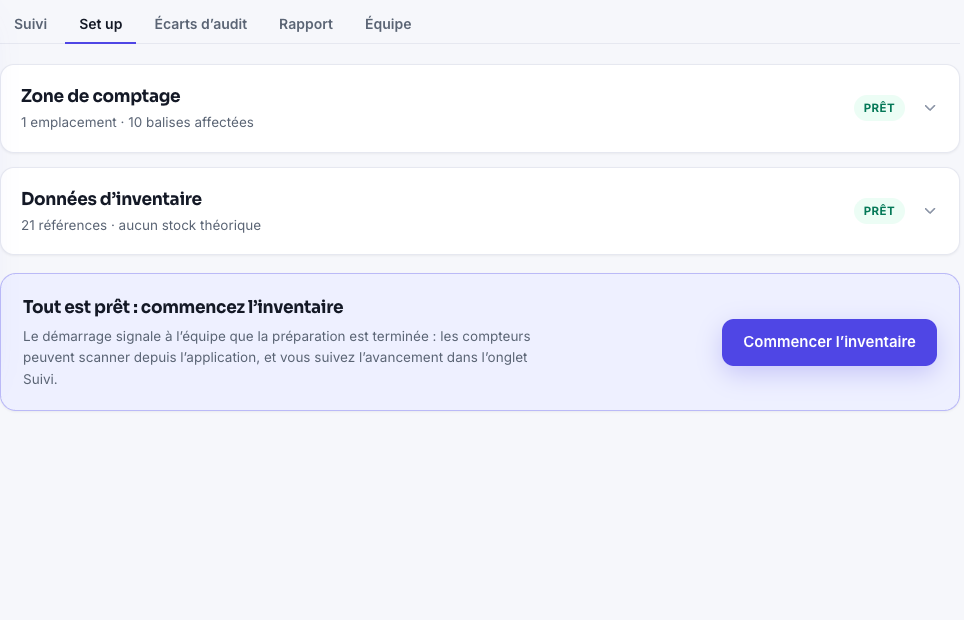 Suivi
Set up
Écarts d’audit
Rapport
Équipe
Zone de comptage
1 emplacement · 10 balises affectées
PRÊT
Données d’inventaire
21 références · aucun stock théorique
PRÊT
Tout est prêt : commencez l’inventaire
Le démarrage signale à l’équipe que la préparation est terminée : les compteurs
peuvent scanner depuis l’application, et vous suivez l’avancement dans l’onglet
Suivi.
Commencer l’inventaire